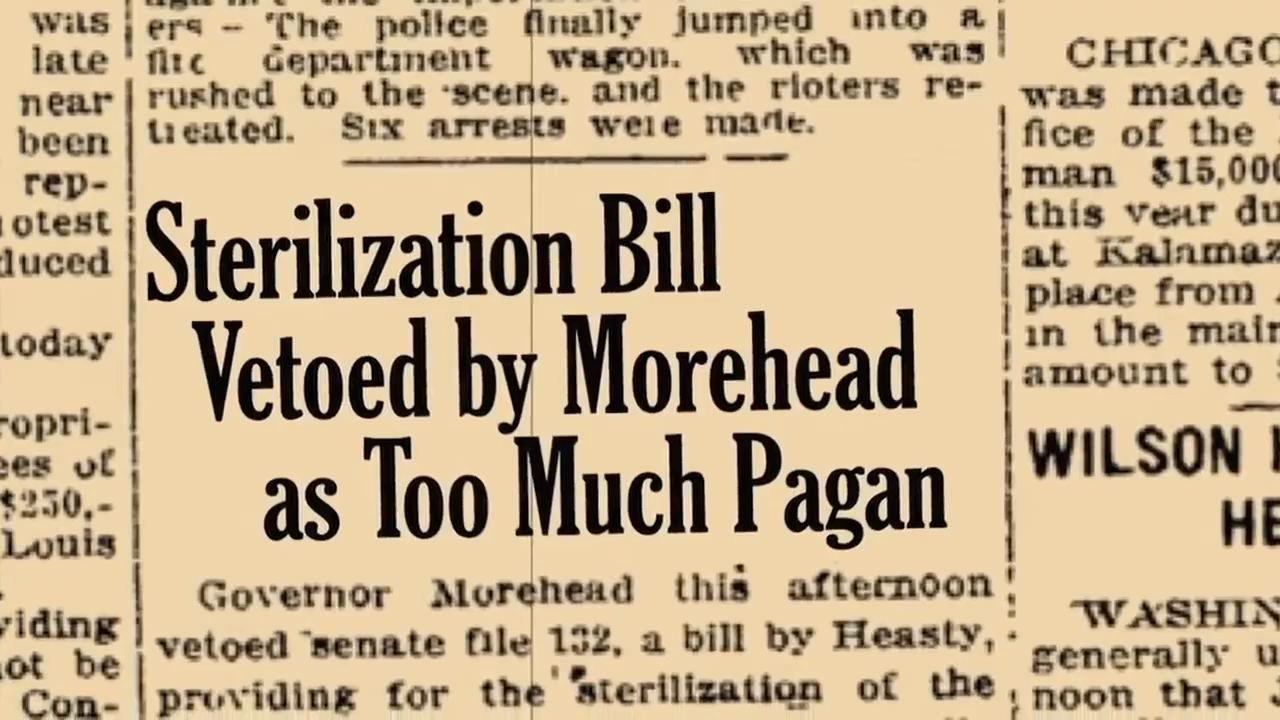 was
late
near
been
rep-
otest
duced
today
ropri-
ees of
$250,-
Louis
viding
not be
Con-
ers - The police finally jumped into a
fire department wagon. which was
rushed to the scene. and the rioters re-
treated. Six arrests were made.
Sterilization Bill
Vetoed by Morehead
as Too Much Pagan
Governor Morehead this afternoon
vetoed senate file 132, a bill by Heasty,
providing for the sterilization of the
CHICAGO
was made t
fice of the
man $15,000
this year du
at Kalamaz
place from
in the main
amount to
WILSON
HE
WASHIN
generally u
noon that J